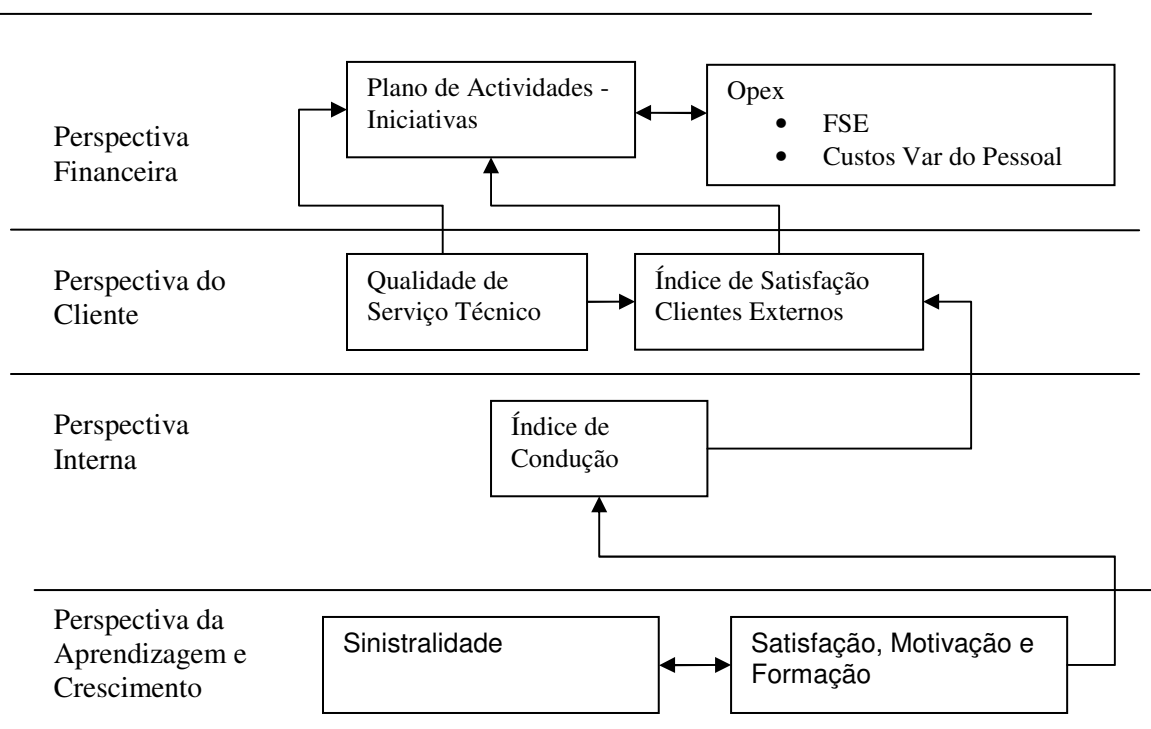 Perspectiva
Financeira
Plano de Actividades -
Iniciativas
Opex
• FSE
• Custos Var do Pessoal
Perspectiva do
Cliente
Qualidade de
Serviço Técnico
Índice de Satisfação
Clientes Externos
Perspectiva
Interna
Índice de
Condução
Perspectiva da
Aprendizagem e
Crescimento
Sinistralidade
Satisfação, Motivação e
Formação